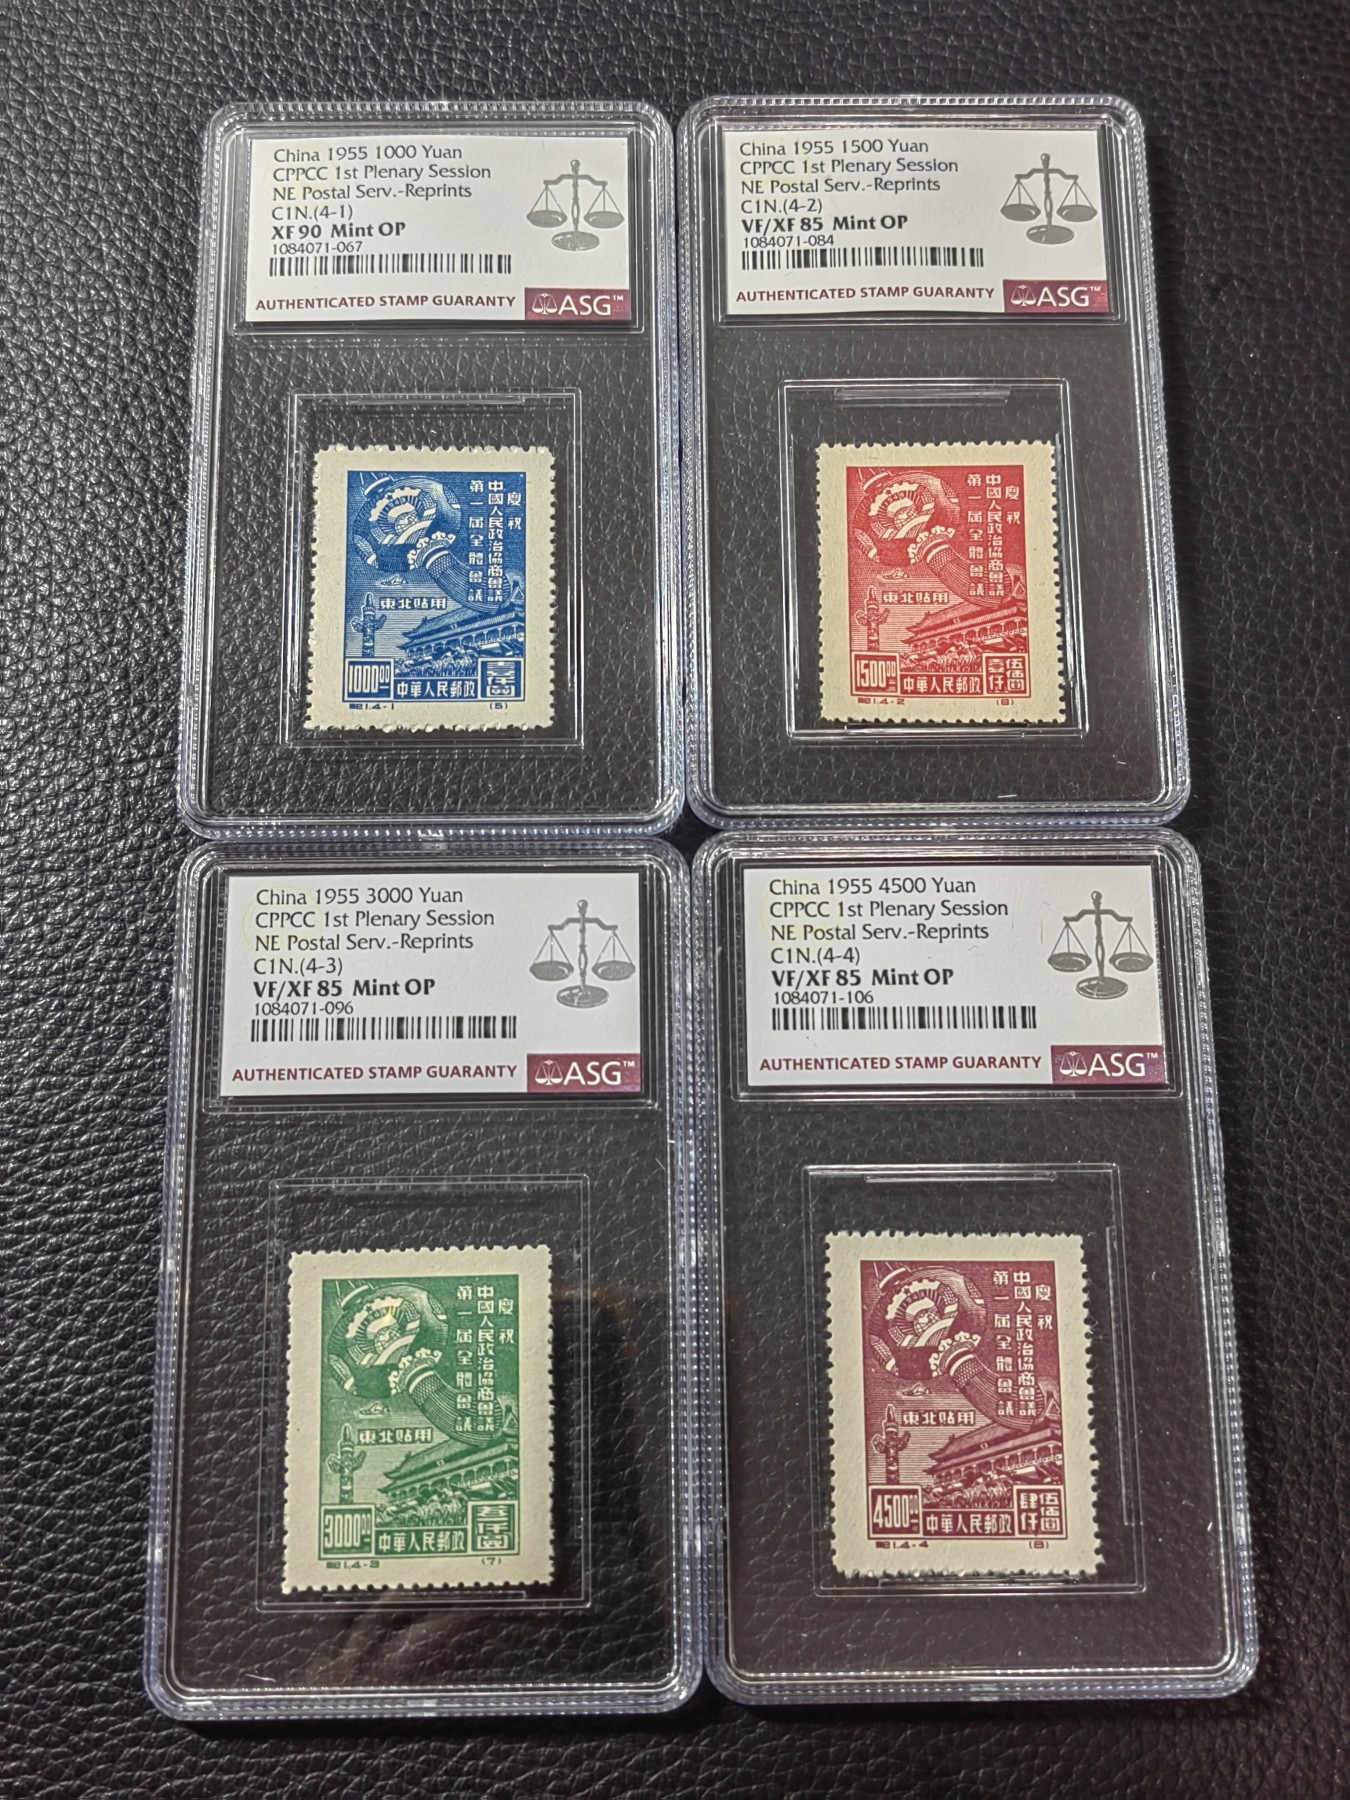 China 1955 1000 Yuan
CPPCC 1st Plenary Session
NE Postal Serv.-Reprints
C1N.(4-1)
XF 90 Mint OP
1084071-067
AUTHENTICATED STAMP GUARANTY ASG™
慶祝
中國人民政治協商會議
第一屆全體會議
東北貼用
1000.00 中華人民郵政 壹仟圓
紀1.4-1 (5)
China 1955 1500 Yuan
CPPCC 1st Plenary Session
NE Postal Serv.-Reprints
C1N.(4-2)
VF/XF 85 Mint OP
1084071-084
AUTHENTICATED STAMP GUARANTY ASG™
慶祝
中國人民政治協商會議
第一屆全體會議
東北貼用
1500.00 中華人民郵政 壹仟伍佰圓
紀1.4-2
China 1955 3000 Yuan
CPPCC 1st Plenary Session
NE Postal Serv.-Reprints
C1N.(4-3)
VF/XF 85 Mint OP
1084071-096
AUTHENTICATED STAMP GUARANTY ASG™
慶祝
中國人民政治協商會議
第一屆全體會議
東北貼用
3000.00 中華人民郵政 叁仟圓
紀1.4-3 (7)
China 1955 4500 Yuan
CPPCC 1st Plenary Session
NE Postal Serv.-Reprints
C1N.(4-4)
VF/XF 85 Mint OP
1084071-106
AUTHENTICATED STAMP GUARANTY ASG™
慶祝
中國人民政治協商會議
第一屆全體會議
東北貼用
4500.00 中華人民郵政 肆仟伍佰圓
紀1.4-4 (8)